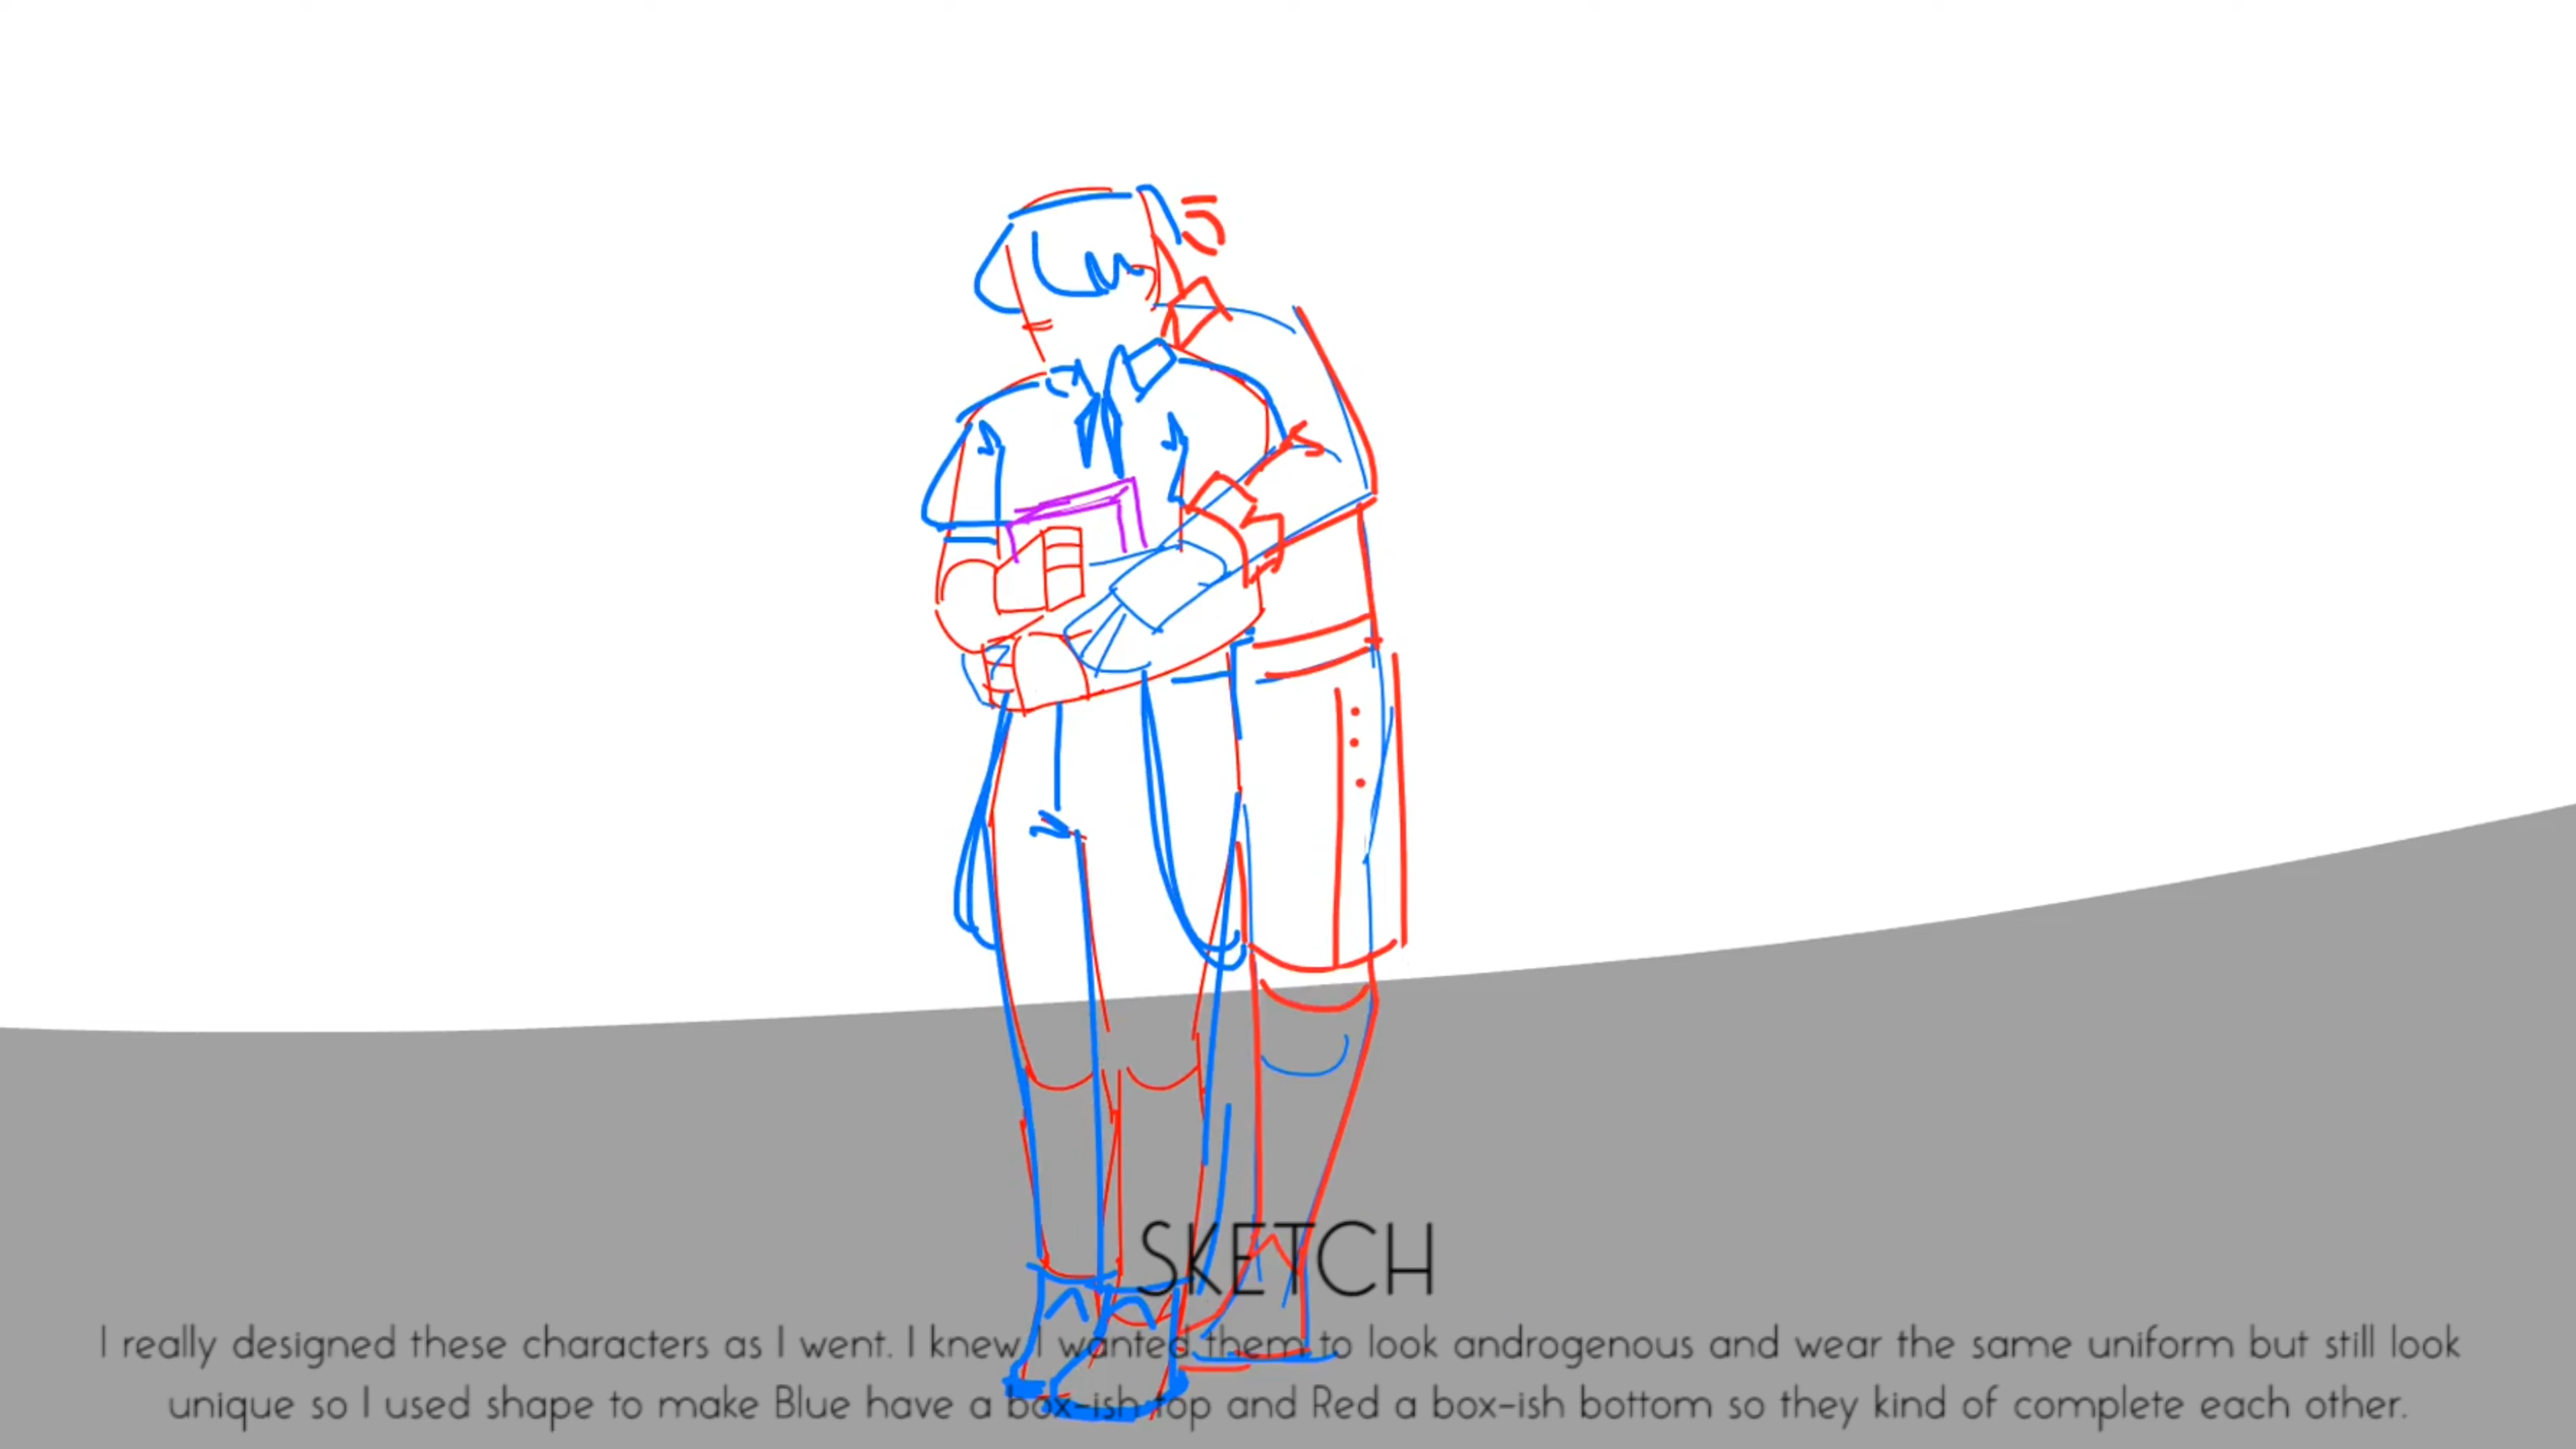 SKETCH
I really designed these characters as I went. I knew I wanted them to look androgenous and wear the same uniform but still look
unique so I used shape to make Blue have a box-ish top and Red a box-ish bottom so they kind of complete each other.